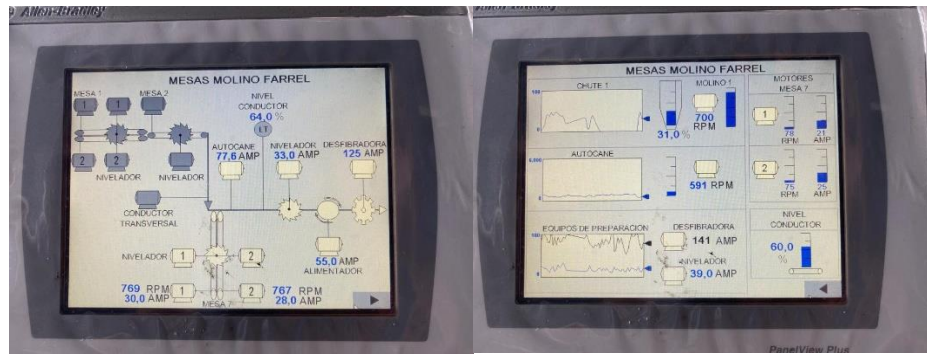 Allen-Bradley
MESAS MOLINO FARREL
MESA 1
1
1
MESA 2
NIVEL
CONDUCTOR
64,0 %
LT
2
2
NIVELADOR
NIVELADOR
AUTOCANE
77,6 AMP
NIVELADOR
33,0 AMP
DESFIBRADORA
125 AMP
CONDUCTOR
TRANSVERSAL
NIVELADOR
1
2
55,0 AMP
ALIMENTADOR
769 RPM
30,0 AMP
1
2
767 RPM
28,0 AMP
MESA 7
MESAS MOLINO FARREL
CHUTE 1
100
0
31,0 %
MOLINO 1
700
RPM
MOTORES
MESA 7
1
78
RPM
21
AMP
AUTOCANE
0
591 RPM
2
75
RPM
25
AMP
EQUIPOS DE PREPARACION
100
0
DESFIBRADORA
141 AMP
NIVELADOR
39,0 AMP
NIVEL
CONDUCTOR
60,0
%
PanelView Plus